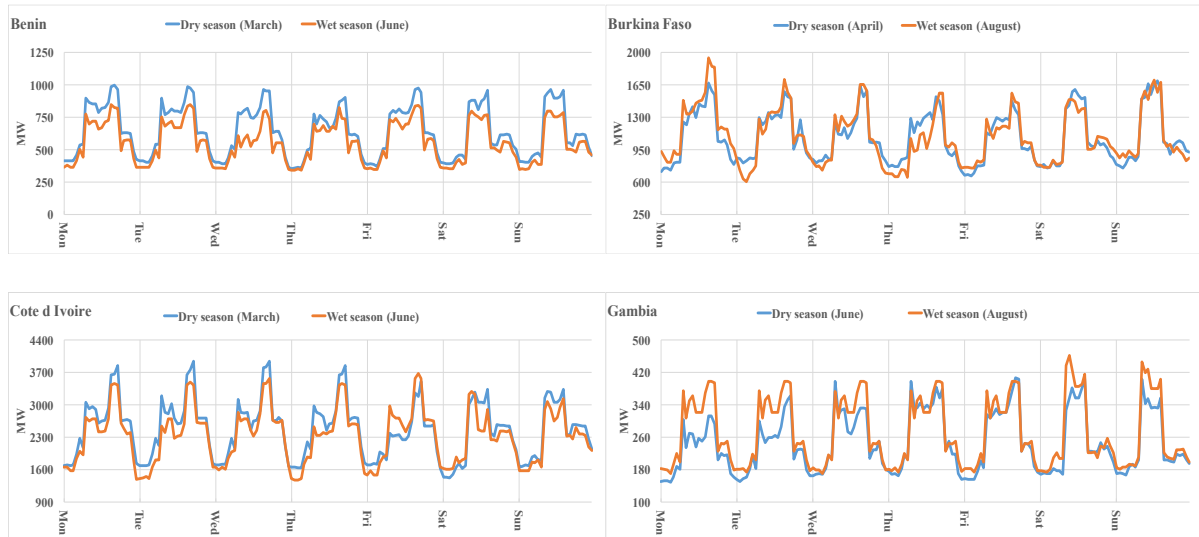 Benin
Dry season (March) Wet season (June)
1250
1000
750
500
250
0
MW
Mon Tue Wed Thu Fri Sat Sun
Burkina Faso
Dry season (April) Wet season (August)
2000
1650
1300
950
600
250
MW
Mon Tue Wed Thu Fri Sat Sun
Cote d Ivoire
Dry season (March) Wet season (June)
4400
3700
3000
2300
1600
900
MW
Mon Tue Wed Thu Fri Sat Sun
Gambia
Dry season (June) Wet season (August)
500
420
340
260
180
100
MW
Mon Tue Wed Thu Fri Sat Sun